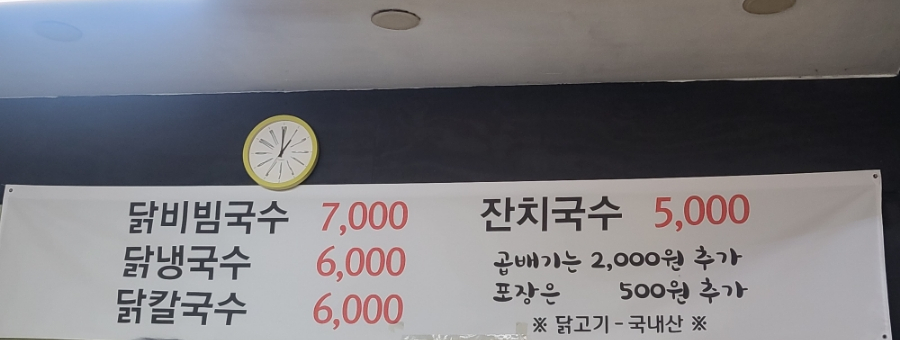 닭비빔국수 7,000
닭냉국수 6,000
닭칼국수 6,000
잔치국수 5,000
곱배기는 2,000원 추가
포장은 500원 추가
※ 닭고기 - 국내산 ※